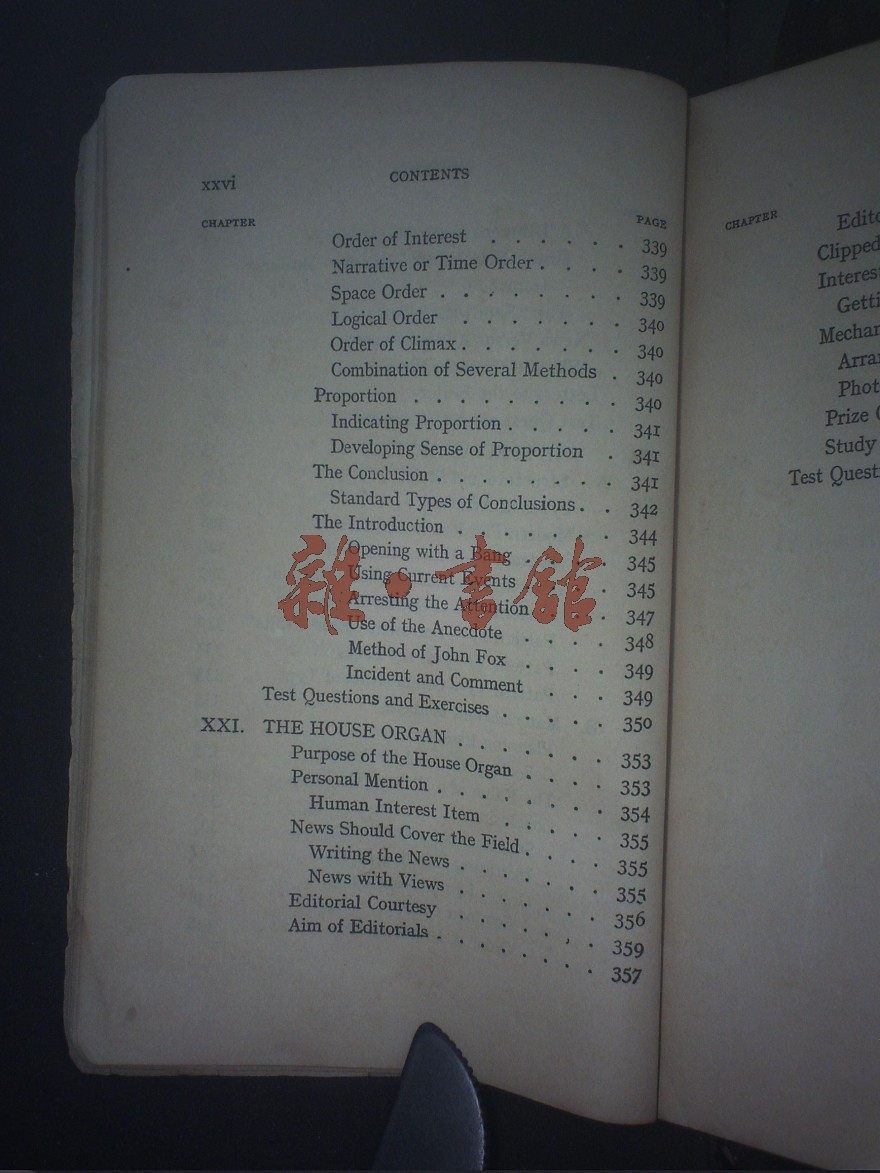 xxvi CONTENTS
CHAPTER PAGE
Order of Interest . . . . . . 339
Narrative or Time Order . . . . 339
Space Order . . . . . . . 339
Logical Order . . . . . . . 340
Order of Climax . . . . . . . 340
Combination of Several Methods . 340
Proportion . . . . . . . . . 340
Indicating Proportion . . . . . 341
Developing Sense of Proportion . 341
The Conclusion . . . . . . . . 341
Standard Types of Conclusions . . 342
The Introduction . . . . . . . 344
Opening with a Bang . . . . 345
Using Current Events . . . . 345
Arresting the Attention . . . 347
Use of the Anecdote . . . . 348
Method of John Fox . . . . 349
Incident and Comment . . . 349
Test Questions and Exercises . . . . . 350
XXI. THE HOUSE ORGAN . . . . . . . 353
Purpose of the House Organ . . . . 353
Personal Mention . . . . . . . 354
Human Interest Item . . . . . 355
News Should Cover the Field . . . . 355
Writing the News . . . . . . 355
News with Views . . . . . . 356
Editorial Courtesy . . . . . . 359
Aim of Editorials . . . . . . . 357
雜·書館
CHAPTER
Edito
Clipped
Interes
Getti
Mechan
Arra
Phot
Prize
Study
Test Quest